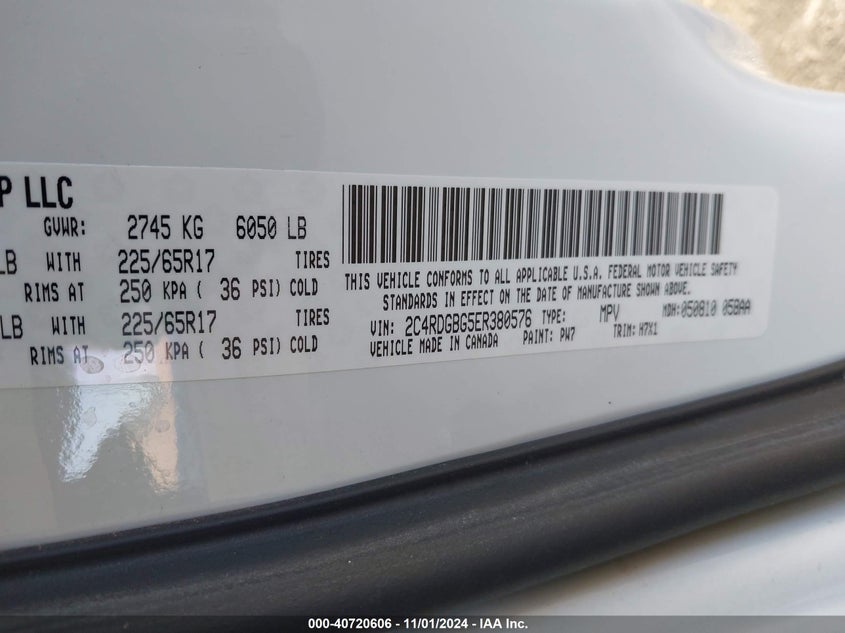 P LLC
GVWR: 2745 KG 6050 LB
LB WITH 225/65R17 TIRES
RIMS AT 250 KPA ( 36 PSI) COLD
LB WITH 225/65R17 TIRES
RIMS AT 250 KPA ( 36 PSI) COLD
THIS VEHICLE CONFORMS TO ALL APPLICABLE U.S.A. FEDERAL MOTOR VEHICLE SAFETY
STANDARDS IN EFFECT ON THE DATE OF MANUFACTURE SHOWN ABOVE.
VIN: 2C4RDGBG5ER380576 TYPE: MPV MDH:050810 05BAA
VEHICLE MADE IN CANADA PAINT: PW7 TRIM: H7X1
000-40720606 | 11/01/2024 - IAA Inc.